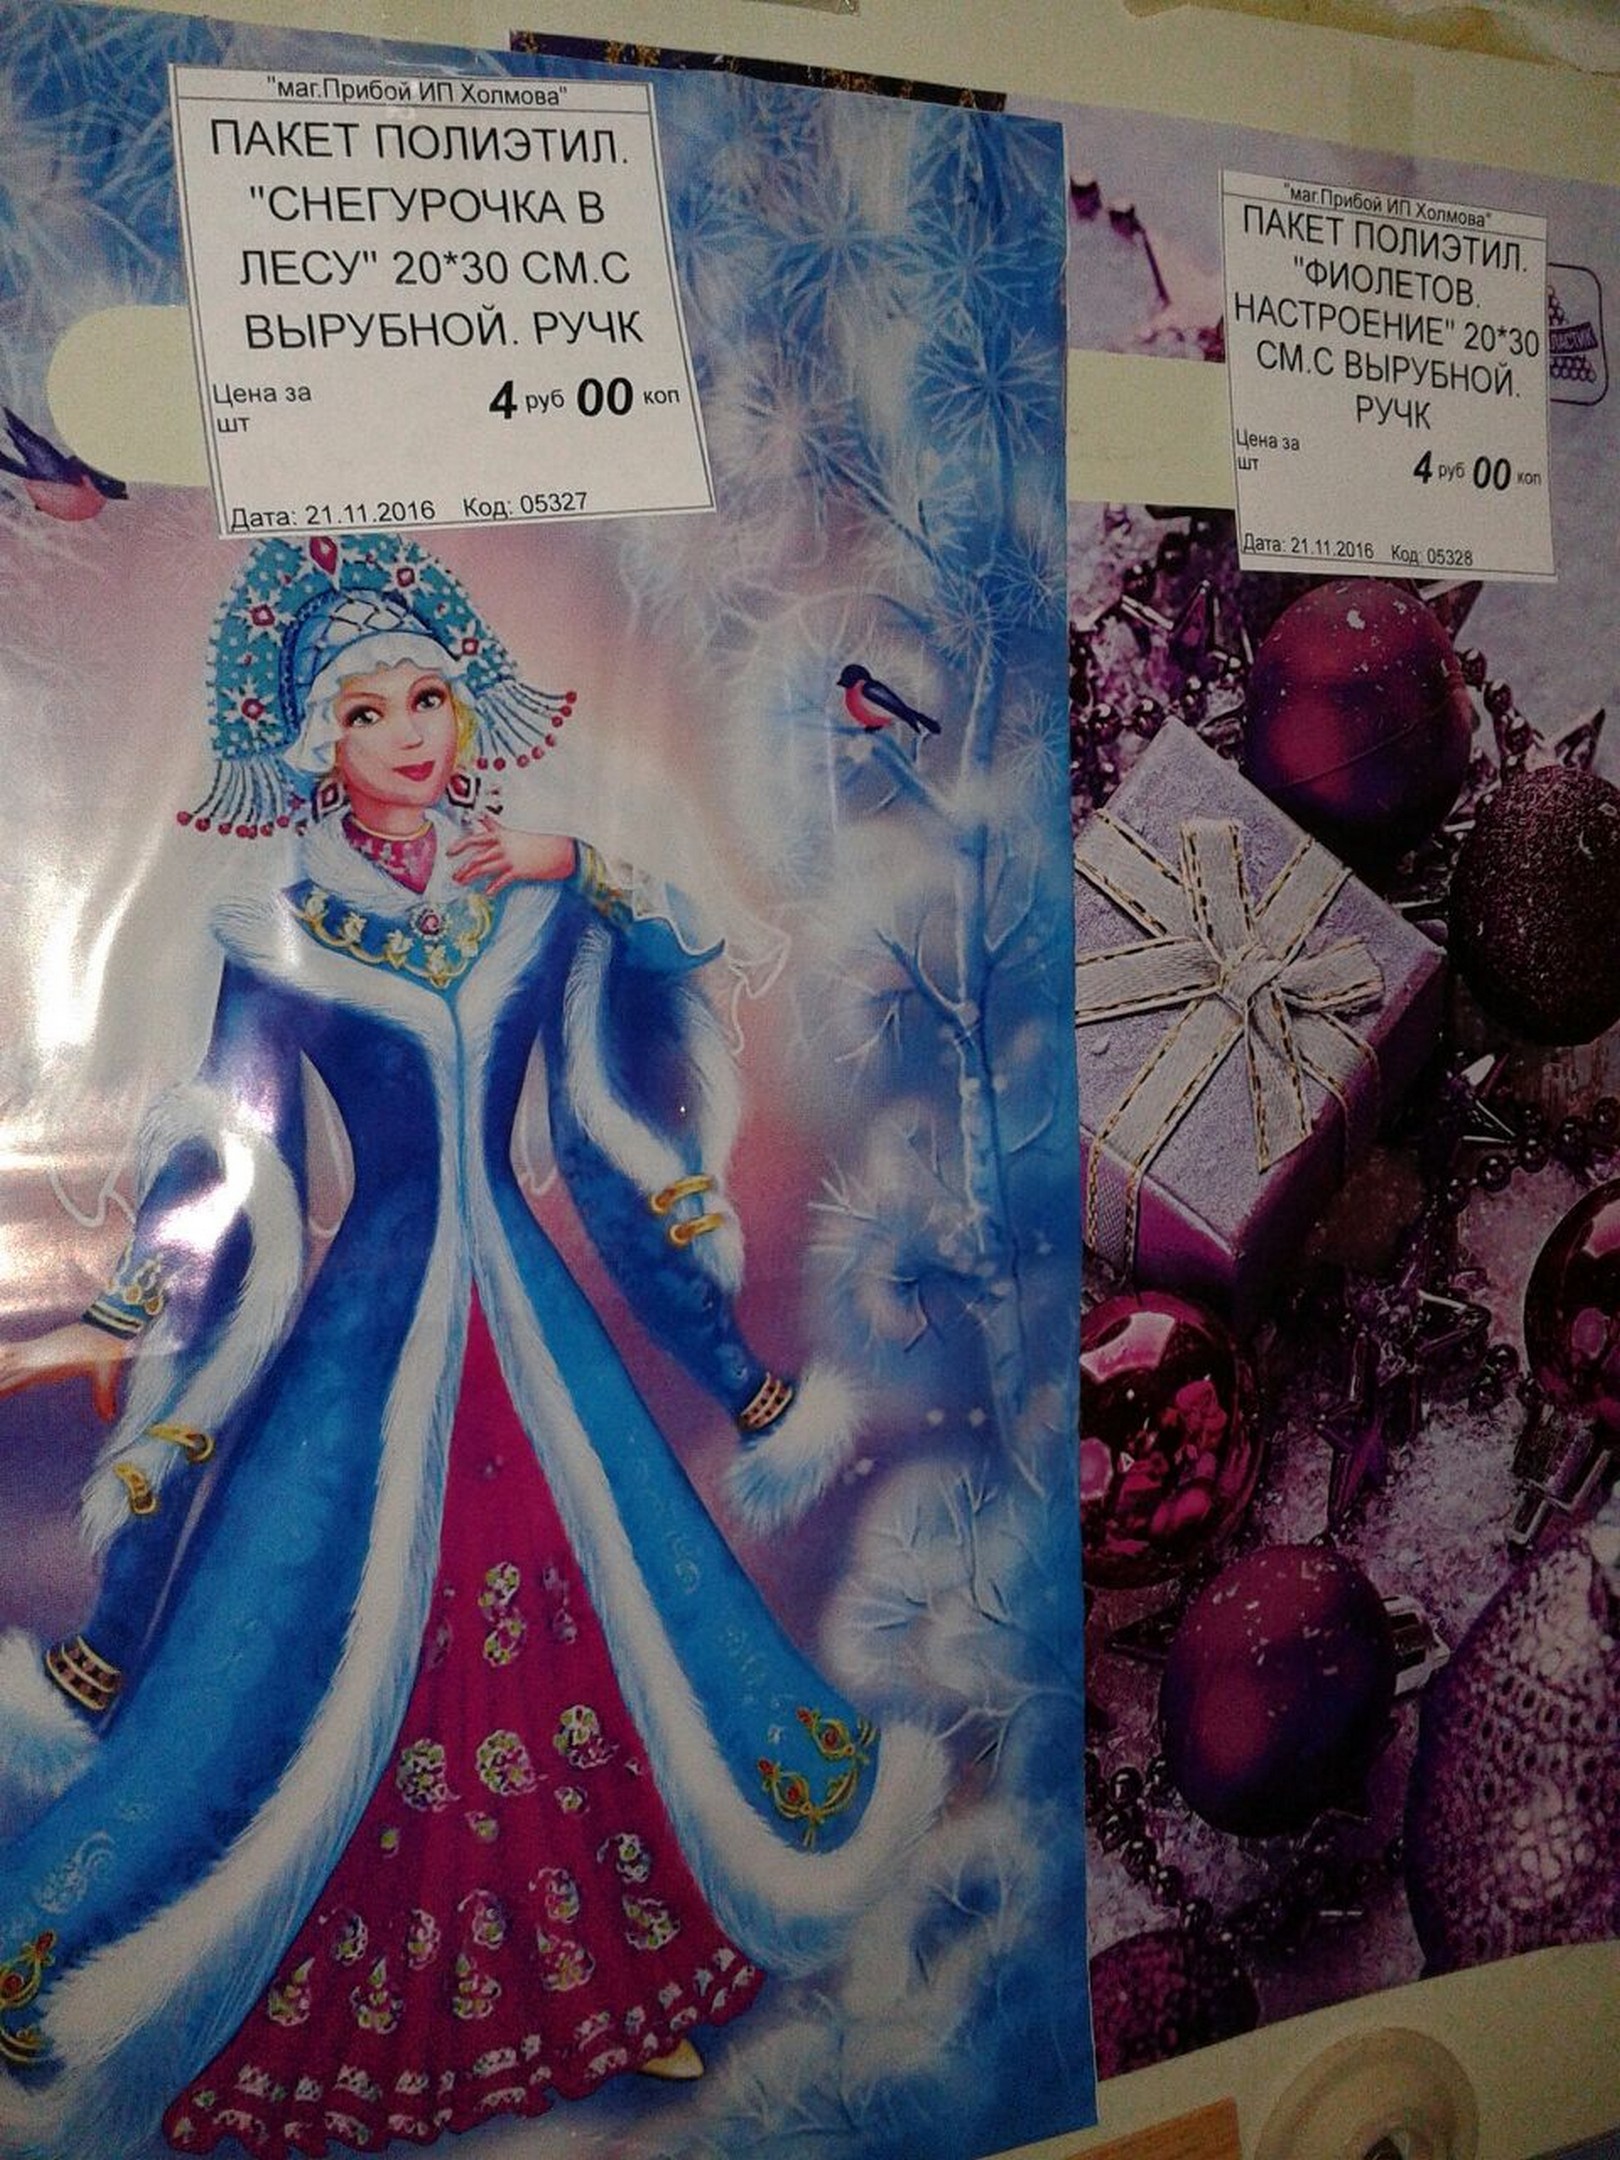 "маг.Прибой ИП Холмова"
ПАКЕТ ПОЛИЭТИЛ.
"СНЕГУРОЧКА В
ЛЕСУ" 20*30 СМ.С
ВЫРУБНОЙ. РУЧК
Цена за
шт
4 руб 00 коп
Дата: 21.11.2016 Код: 05327
"маг.Прибой ИП Холмова"
ПАКЕТ ПОЛИЭТИЛ.
"ФИОЛЕТОВ.
НАСТРОЕНИЕ" 20*30
СМ.С ВЫРУБНОЙ.
РУЧК
Цена за
шт
4 руб 00 коп
Дата: 21.11.2016 Код: 05328